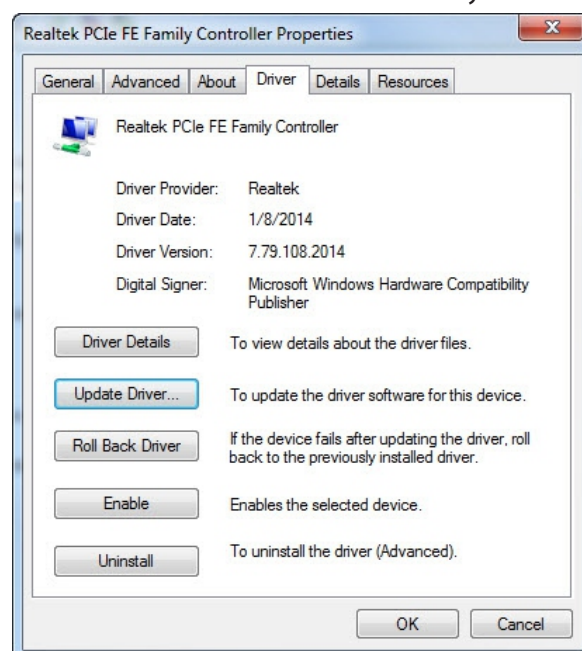 Realtek PCIe FE Family Controller Properties
General Advanced About Driver Details Resources
Realtek PCIe FE Family Controller
Driver Provider: Realtek
Driver Date: 1/8/2014
Driver Version: 7.79.108.2014
Digital Signer: Microsoft Windows Hardware Compatibility
Publisher
Driver Details To view details about the driver files.
Update Driver... To update the driver software for this device.
Roll Back Driver If the device fails after updating the driver, roll
back to the previously installed driver.
Enable Enables the selected device.
Uninstall To uninstall the driver (Advanced).
OK Cancel